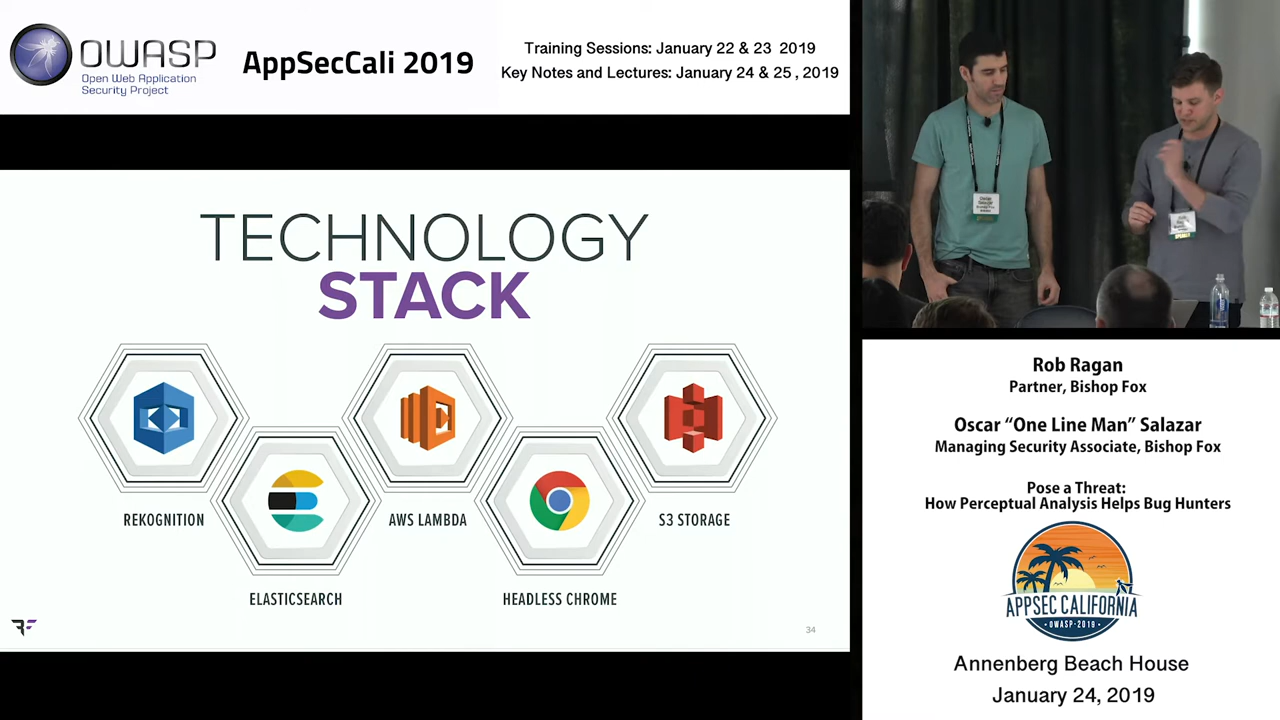 OWASP
Open Web Application
Security Project
AppSecCali 2019
Training Sessions: January 22 & 23 2019
Key Notes and Lectures: January 24 & 25 , 2019
TECHNOLOGY
STACK
REKOGNITION
ELASTICSEARCH
AWS LAMBDA
HEADLESS CHROME
S3 STORAGE
34
Rob Ragan
Partner, Bishop Fox
Oscar “One Line Man” Salazar
Managing Security Associate, Bishop Fox
Pose a Threat:
How Perceptual Analysis Helps Bug Hunters
APPSEC CALIFORNIA
OWASP·2019
Annenberg Beach House
January 24, 2019